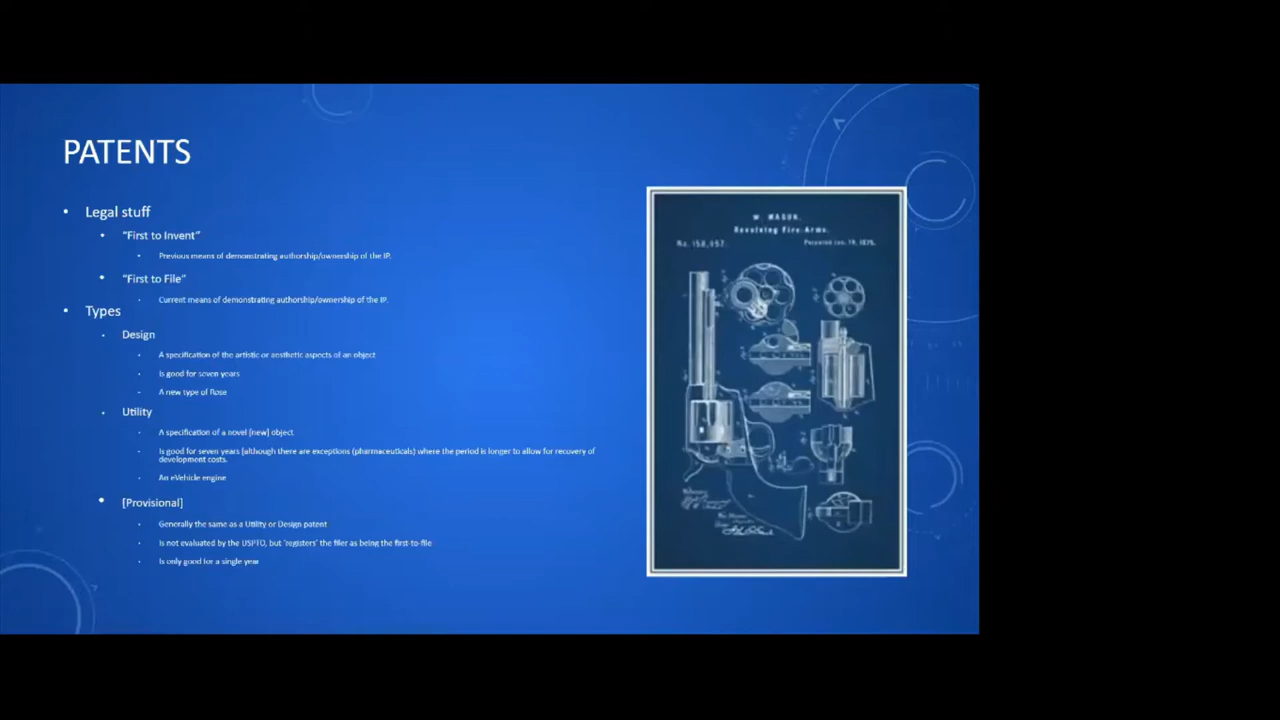 PATENTS
• Legal stuff
• "First to Invent"
• Previous means of demonstrating authorship/ownership of the IP.
• "First to File"
• Current means of demonstrating authorship/ownership of the IP.
• Types
• Design
• A specification of the artistic or aesthetic aspects of an object
• Is good for seven years
• A new type of Rose
• Utility
• A specification of a novel [new] object
• Is good for seven years (although there are exceptions (pharmaceuticals) where the period is longer to allow for recovery of
development costs.
• An eVehicle engine
• [Provisional]
• Generally the same as a Utility or Design patent
• Is not evaluated by the USPTO, but 'registers' the filer as being the first-to-file
• Is only good for a single year
W. MASON.
Revolving Fire-Arms.
No. 158,957.
Jan. 19, 1875.